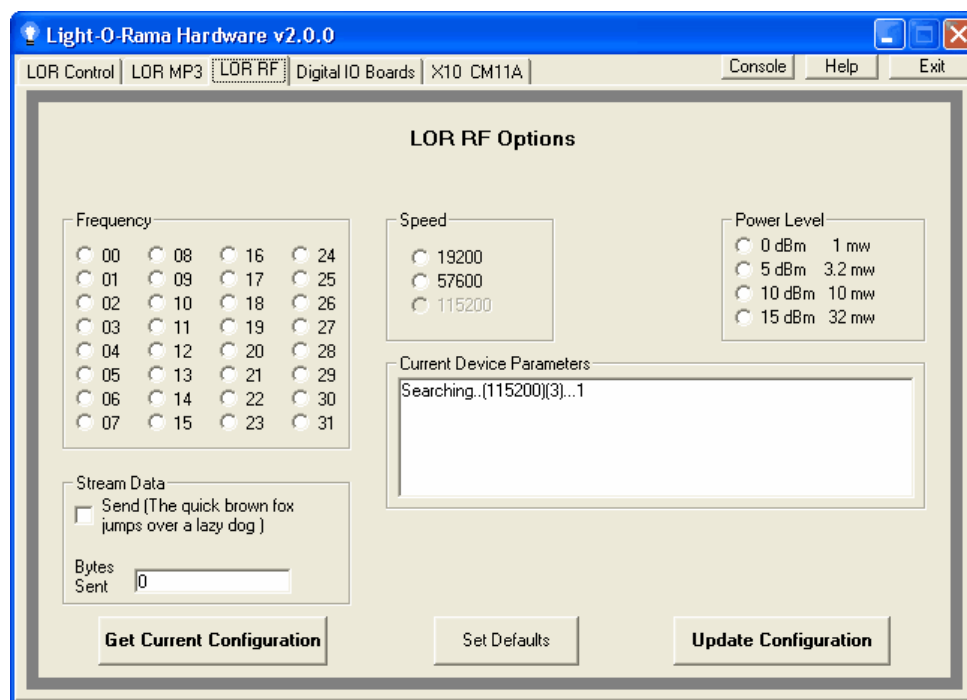 Light-O-Rama Hardware v2.0.0
LOR Control LOR MP3 LOR RF Digital IO Boards X10 CM11A Console Help Exit
LOR RF Options
Frequency
00 08 16 24
01 09 17 25
02 10 18 26
03 11 19 27
04 12 20 28
05 13 21 29
06 14 22 30
07 15 23 31
Speed
19200
57600
115200
Power Level
0 dBm 1 mw
5 dBm 3.2 mw
10 dBm 10 mw
15 dBm 32 mw
Current Device Parameters
Searching..(115200)(3)...1
Stream Data
Send (The quick brown fox
jumps over a lazy dog )
Bytes
Sent 0
Get Current Configuration Set Defaults Update Configuration